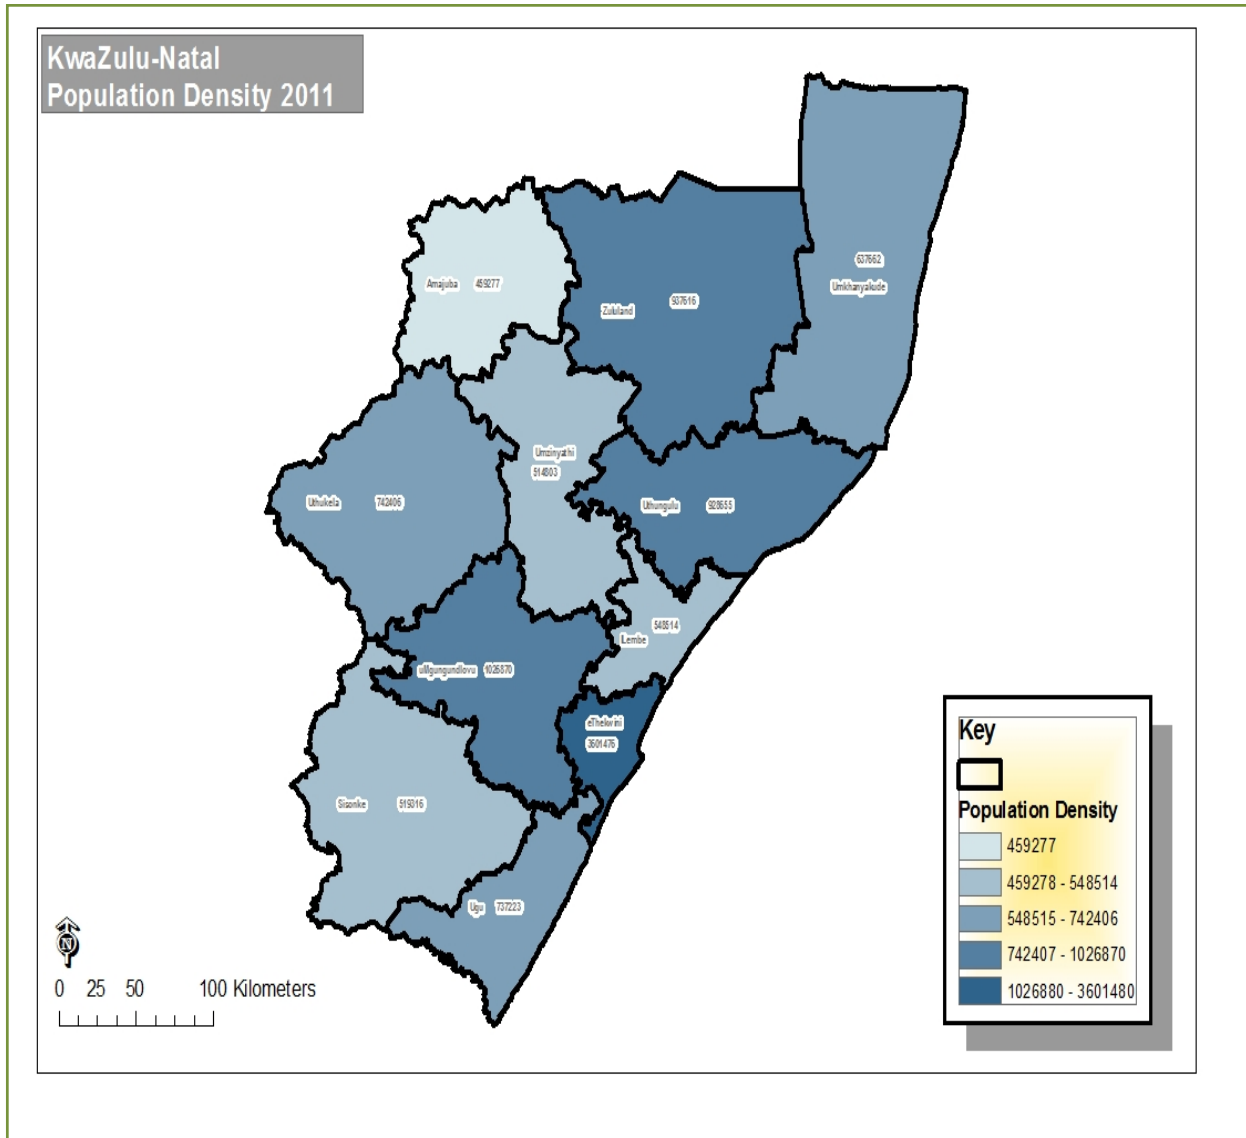 KwaZulu-Natal
Population Density 2011
637662
Umkhanyakude
Amajuba 459277
Zululand 937616
Umzinyathi
514803
Uthukela 742406
Uthungulu 928655
548514
iLembe
uMgungundlovu 1026870
eThekwini
3601476
Sisonke 519316
Ugu 737223
Key
Population Density
459277
459278 - 548514
548515 - 742406
742407 - 1026870
1026880 - 3601480
N
0 25 50 100 Kilometers